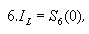 6. I_L = S_6(0),